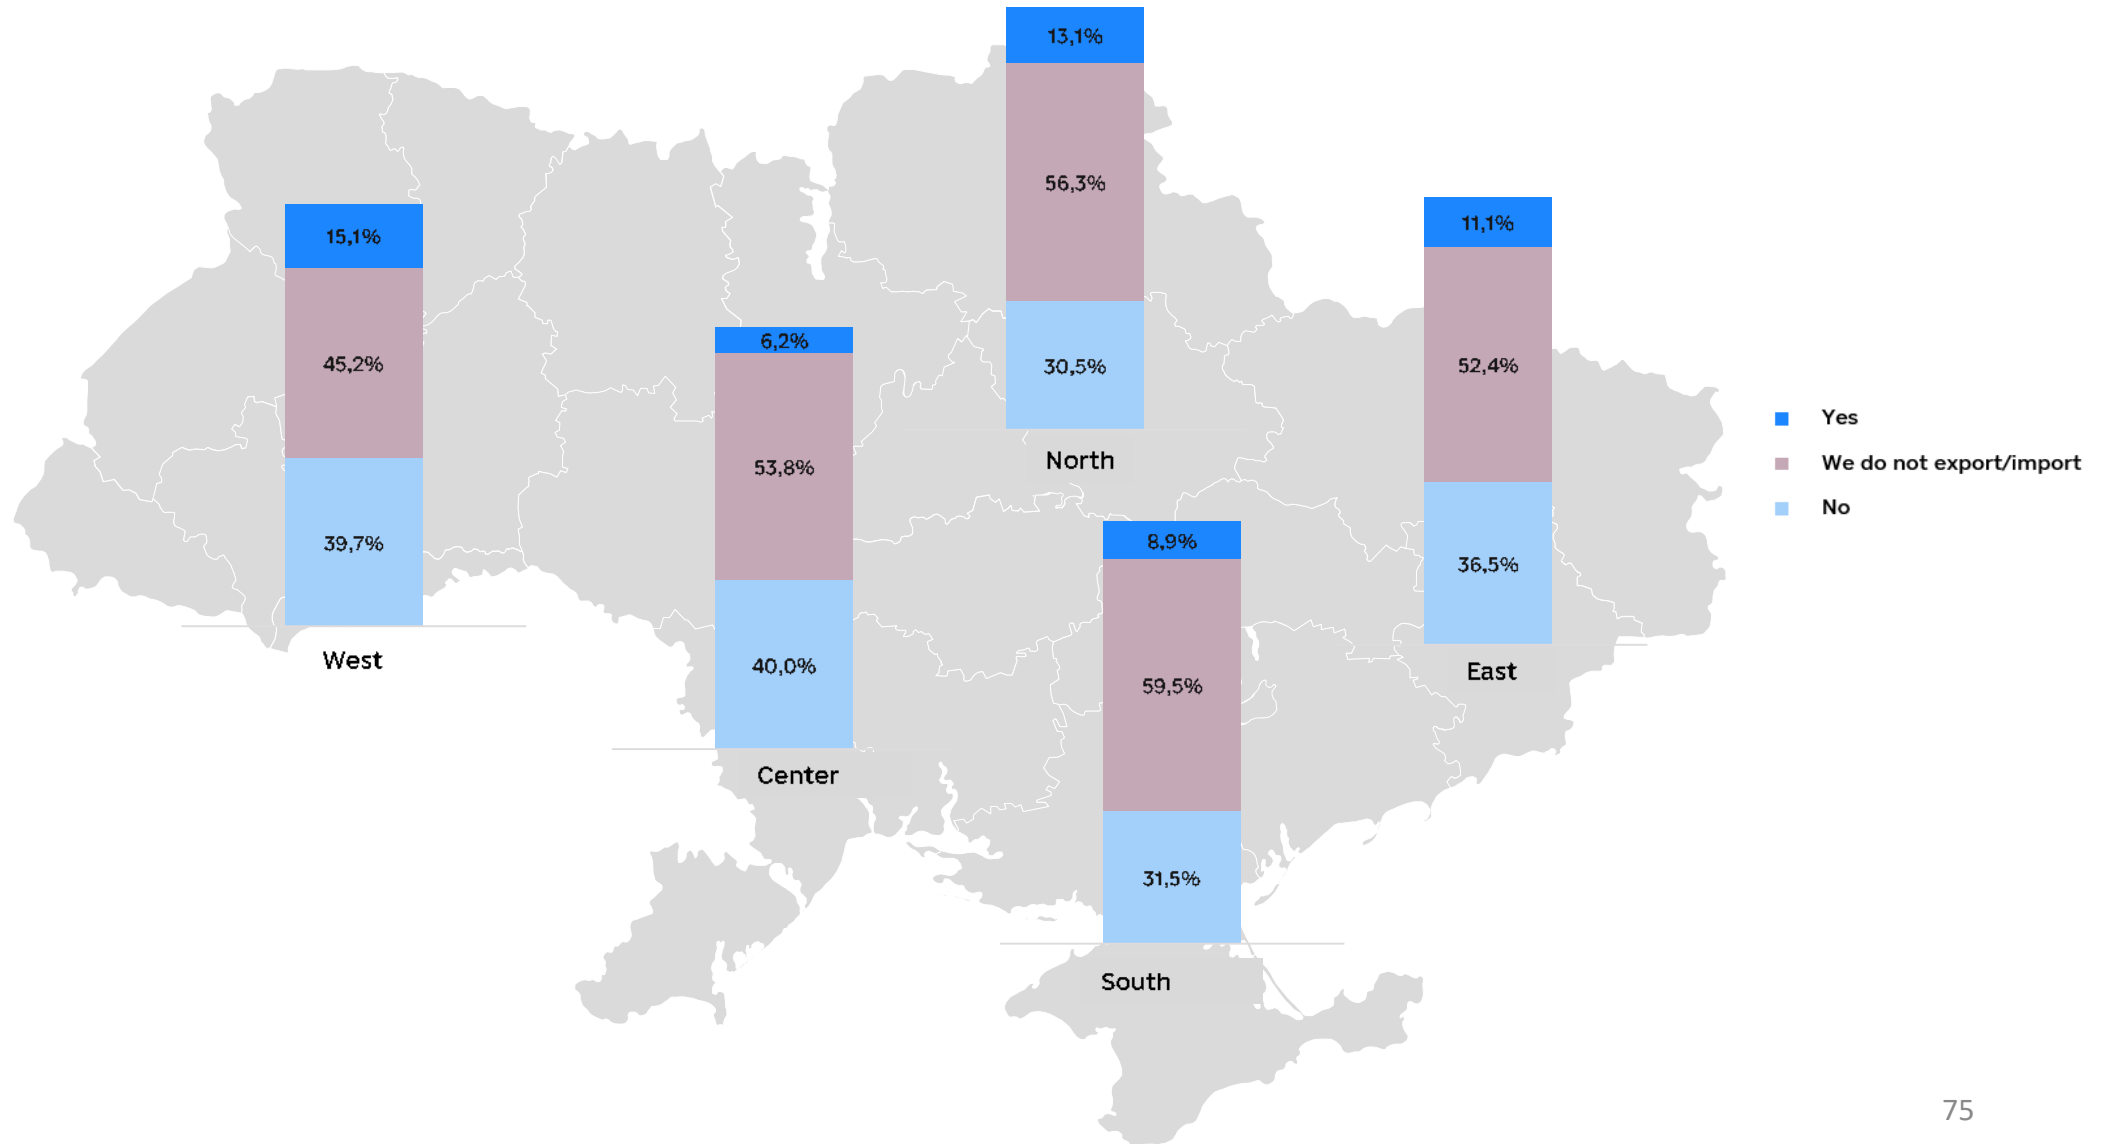 13,1%
56,3%
30,5%
North
15,1%
45,2%
39,7%
West
6,2%
53,8%
40,0%
Center
8,9%
59,5%
31,5%
South
11,1%
52,4%
36,5%
East
Yes
We do not export/import
No
75